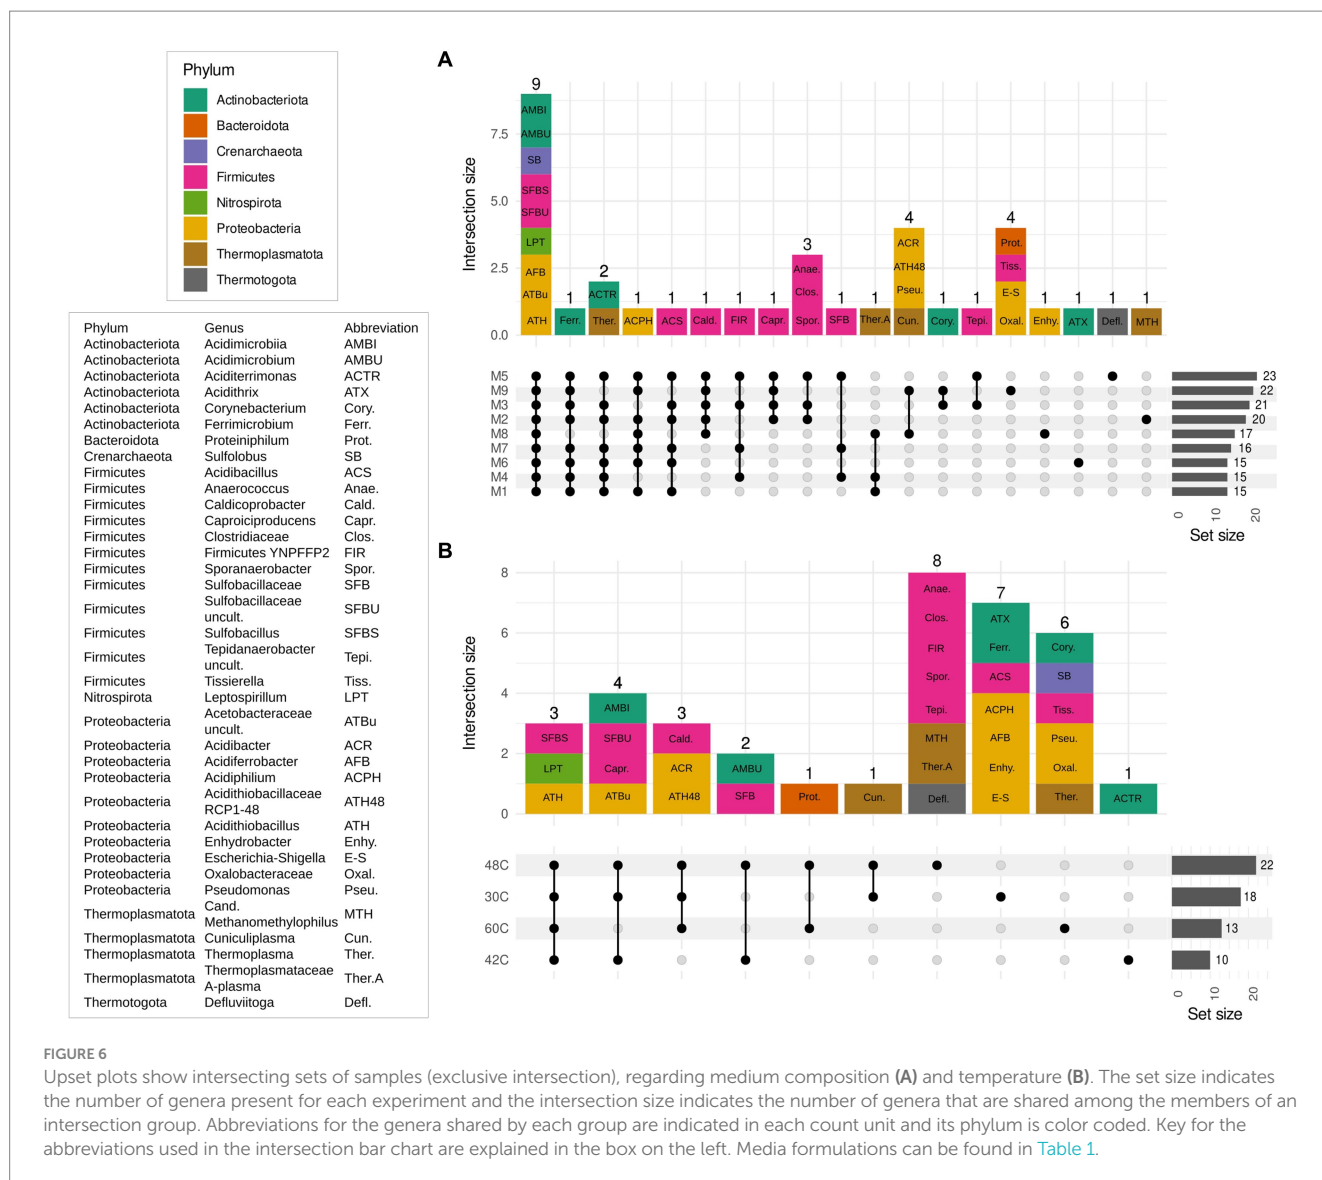 Phylum
Actinobacteriota
Bacteroidota
Crenarchaeota
Firmicutes
Nitrospirota
Proteobacteria
Thermoplasmatota
Thermotogota
Phylum Genus Abbreviation
Actinobacteriota Acidimicrobiia AMBI
Actinobacteriota Acidimicrobium AMBU
Actinobacteriota Aciditerrimonas ACTR
Actinobacteriota Acidithrix ATX
Actinobacteriota Corynebacterium Cory.
Actinobacteriota Ferrimicrobium Ferr.
Bacteroidota Proteiniphilum Prot.
Crenarchaeota Sulfolobus SB
Firmicutes Acidibacillus ACS
Firmicutes Anaerococcus Anae.
Firmicutes Caldicoprobacter Cald.
Firmicutes Caproiciproducens Capr.
Firmicutes Clostridiaceae Clos.
Firmicutes Firmicutes YNPFFP2 FIR
Firmicutes Sporanaerobacter Spor.
Firmicutes Sulfobacillaceae SFB
Firmicutes Sulfobacillaceae uncult. SFBU
Firmicutes Sulfobacillus SFBS
Firmicutes Tepidanaerobacter uncult. Tepi.
Firmicutes Tissierella Tiss.
Nitrospirota Leptospirillum LPT
Proteobacteria Acetobacteraceae uncult. ATBu
Proteobacteria Acidibacter ACR
Proteobacteria Acidiferrobacter AFB
Proteobacteria Acidiphilium ACPH
Proteobacteria Acidithiobacillaceae RCP1-48 ATH48
Proteobacteria Acidithiobacillus ATH
Proteobacteria Enhydrobacter Enhy.
Proteobacteria Escherichia-Shigella E-S
Proteobacteria Oxalobacteraceae Oxal.
Proteobacteria Pseudomonas Pseu.
Thermoplasmatota Cand. Methanomethylophilus MTH
Thermoplasmatota Cuniculiplasma Cun.
Thermoplasmatota Thermoplasma Ther.
Thermoplasmatota Thermoplasmataceae A-plasma Ther.A
Thermotogota Defluviitoga Defl.
A
Intersection size
7.5
5.0
2.5
0.0
9 1 2 1 1 1 1 1 3 1 1 4 1 1 4 1 1 1 1
AMBI
AMBU
SB
SFBS
SFBU
LPT
AFB
ATBu
ATH
Ferr.
ACTR
Ther.
ACPH
ACS
Cald.
FIR
Capr.
Anae.
Clos.
Spor.
SFB
Ther.A
ACR
ATH48
Pseu.
Cun.
Cory.
Tepi.
Prot.
Tiss.
E-S
Oxal.
Enhy.
ATX
Defl.
MTH
M5 23
M9 22
M3 21
M2 20
M8 17
M7 16
M6 15
M4 15
M1 15
0 10 20
Set size
B
Intersection size
8
6
4
2
0
3 4 3 2 1 1 8 7 6 1
SFBS
LPT
ATH
AMBI
SFBU
Capr.
ATBu
Cald.
ACR
ATH48
AMBU
SFB
Prot.
Cun.
Anae.
Clos.
FIR
Spor.
Tepi.
MTH
Ther.A
Defl.
ATX
Ferr.
ACS
ACPH
AFB
Enhy.
E-S
Cory.
SB
Tiss.
Pseu.
Oxal.
Ther.
ACTR
48C 22
30C 18
60C 13
42C 10
0 10 20
Set size
FIGURE 6
Upset plots show intersecting sets of samples (exclusive intersection), regarding medium composition (A) and temperature (B). The set size indicates
the number of genera present for each experiment and the intersection size indicates the number of genera that are shared among the members of an
intersection group. Abbreviations for the genera shared by each group are indicated in each count unit and its phylum is color coded. Key for the
abbreviations used in the intersection bar chart are explained in the box on the left. Media formulations can be found in Table 1.